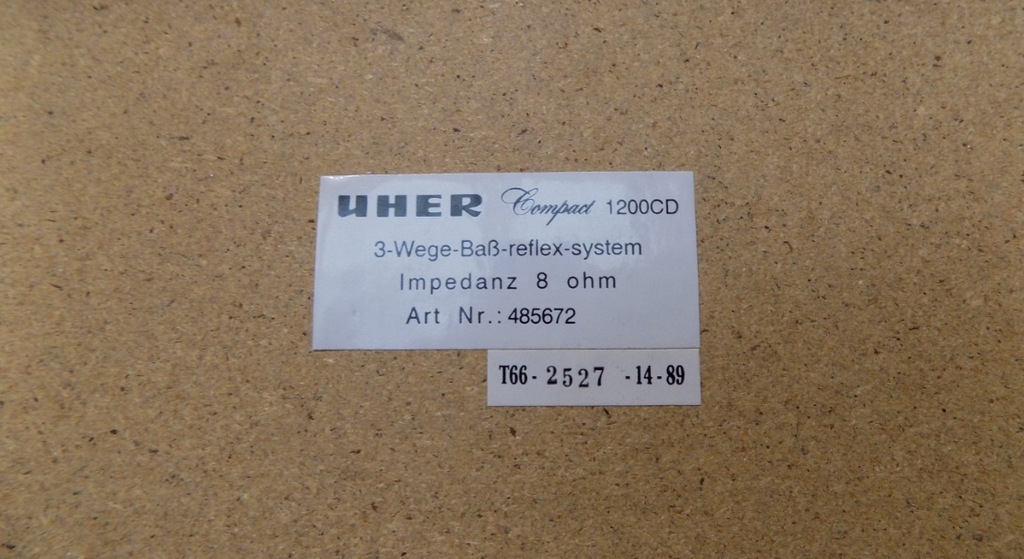 UHER Compact 1200CD
3-Wege-Baß-reflex-system
Impedanz 8 ohm
Art Nr.: 485672
T66 - 2527 - 14 - 89